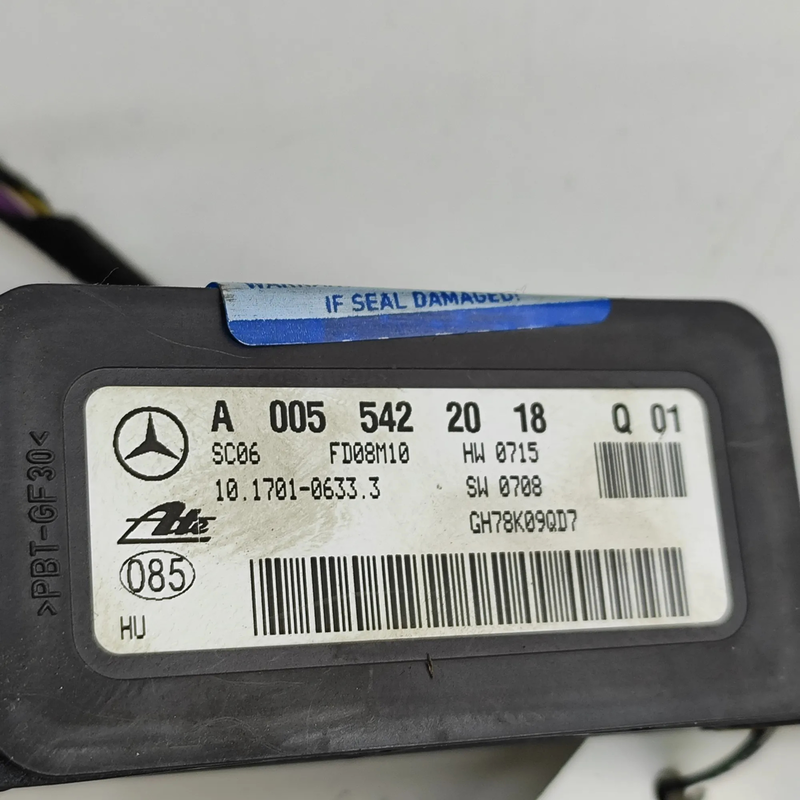 IF SEAL DAMAGED!
A 005 542 20 18 Q 01
SC06 FD08M10 HW 0715
10.1701-0633.3 SW 0708
Ate GH78K09QD7
085
HU
>PBT-GF30<